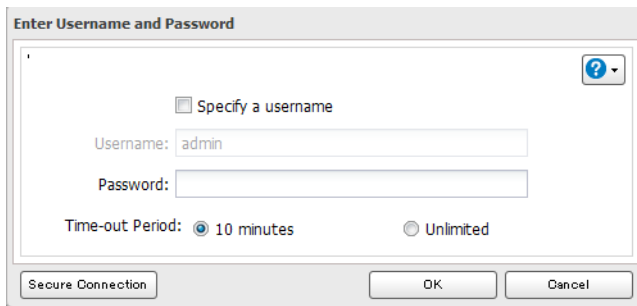 Enter Username and Password
Specify a username
Username: admin
Password:
Time-out Period: 10 minutes Unlimited
Secure Connection OK Cancel